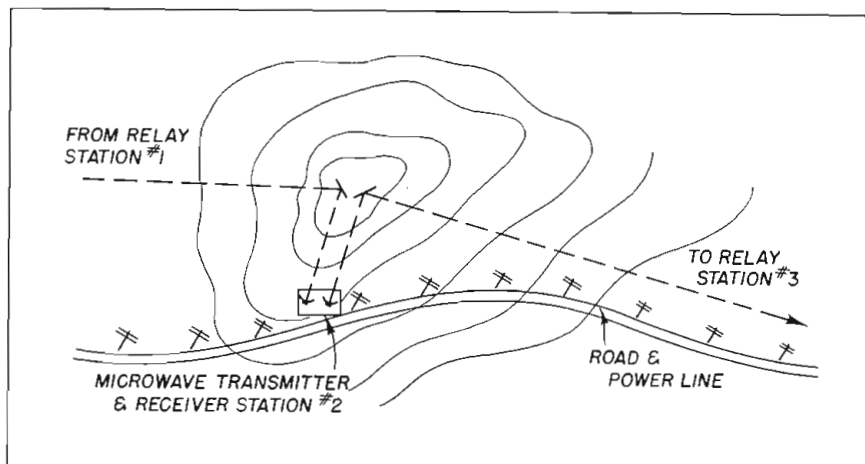 FROM RELAY
STATION #1
TO RELAY
STATION #3
MICROWAVE TRANSMITTER
& RECEIVER STATION #2
ROAD &
POWER LINE